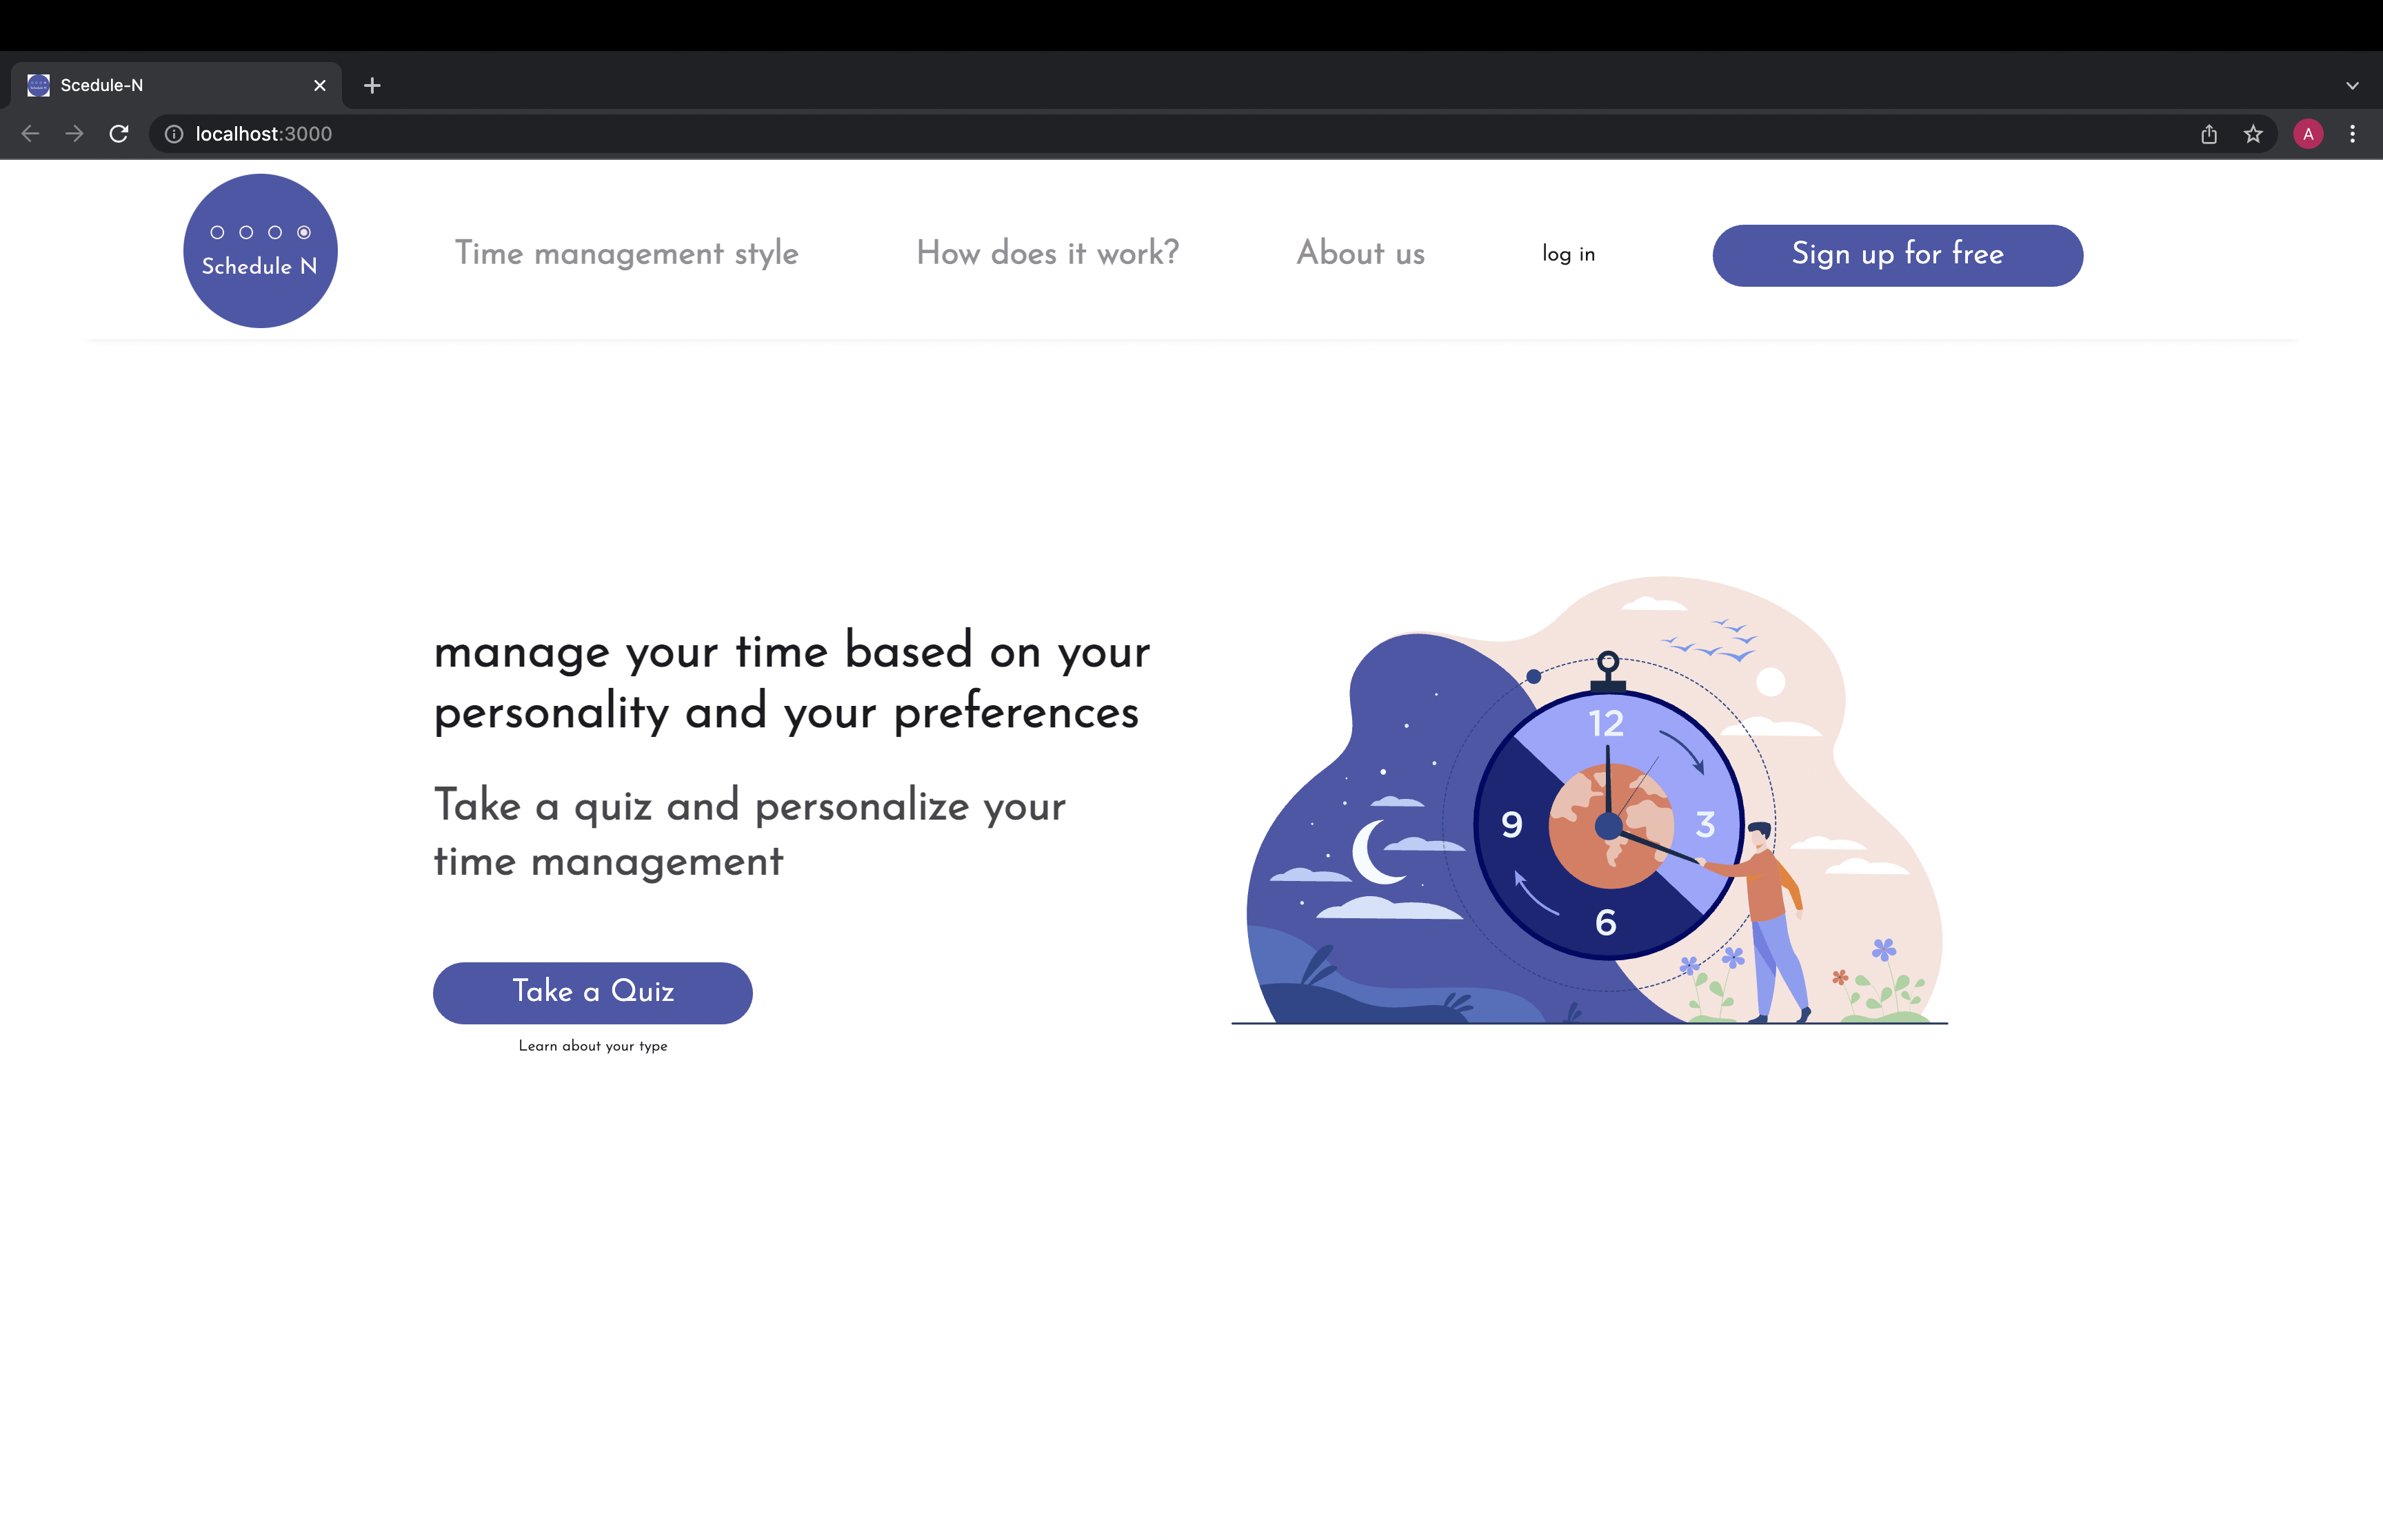 Scedule-N
localhost:3000
A
Schedule N
Time management style
How does it work?
About us
log in
Sign up for free
manage your time based on your
personality and your preferences
Take a quiz and personalize your
time management
Take a Quiz
Learn about your type
12
9
3
6